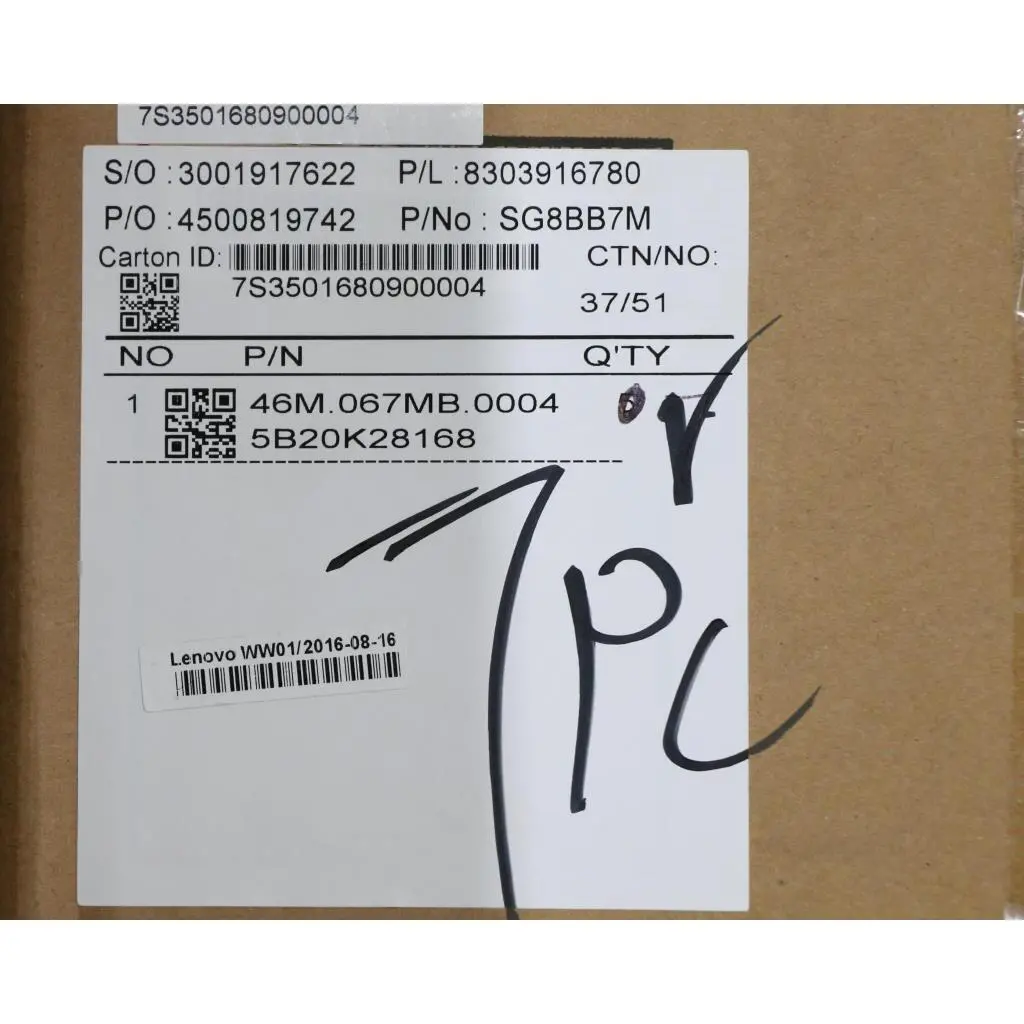 7S3501680900004
S/O : 3001917622 P/L : 8303916780
P/O : 4500819742 P/No : SG8BB7M
Carton ID: CTN/NO:
7S3501680900004
37/51
NO P/N Q'TY
1 46M.067MB.0004
5B20K28168
Lenovo WW01/2016-08-16
PC